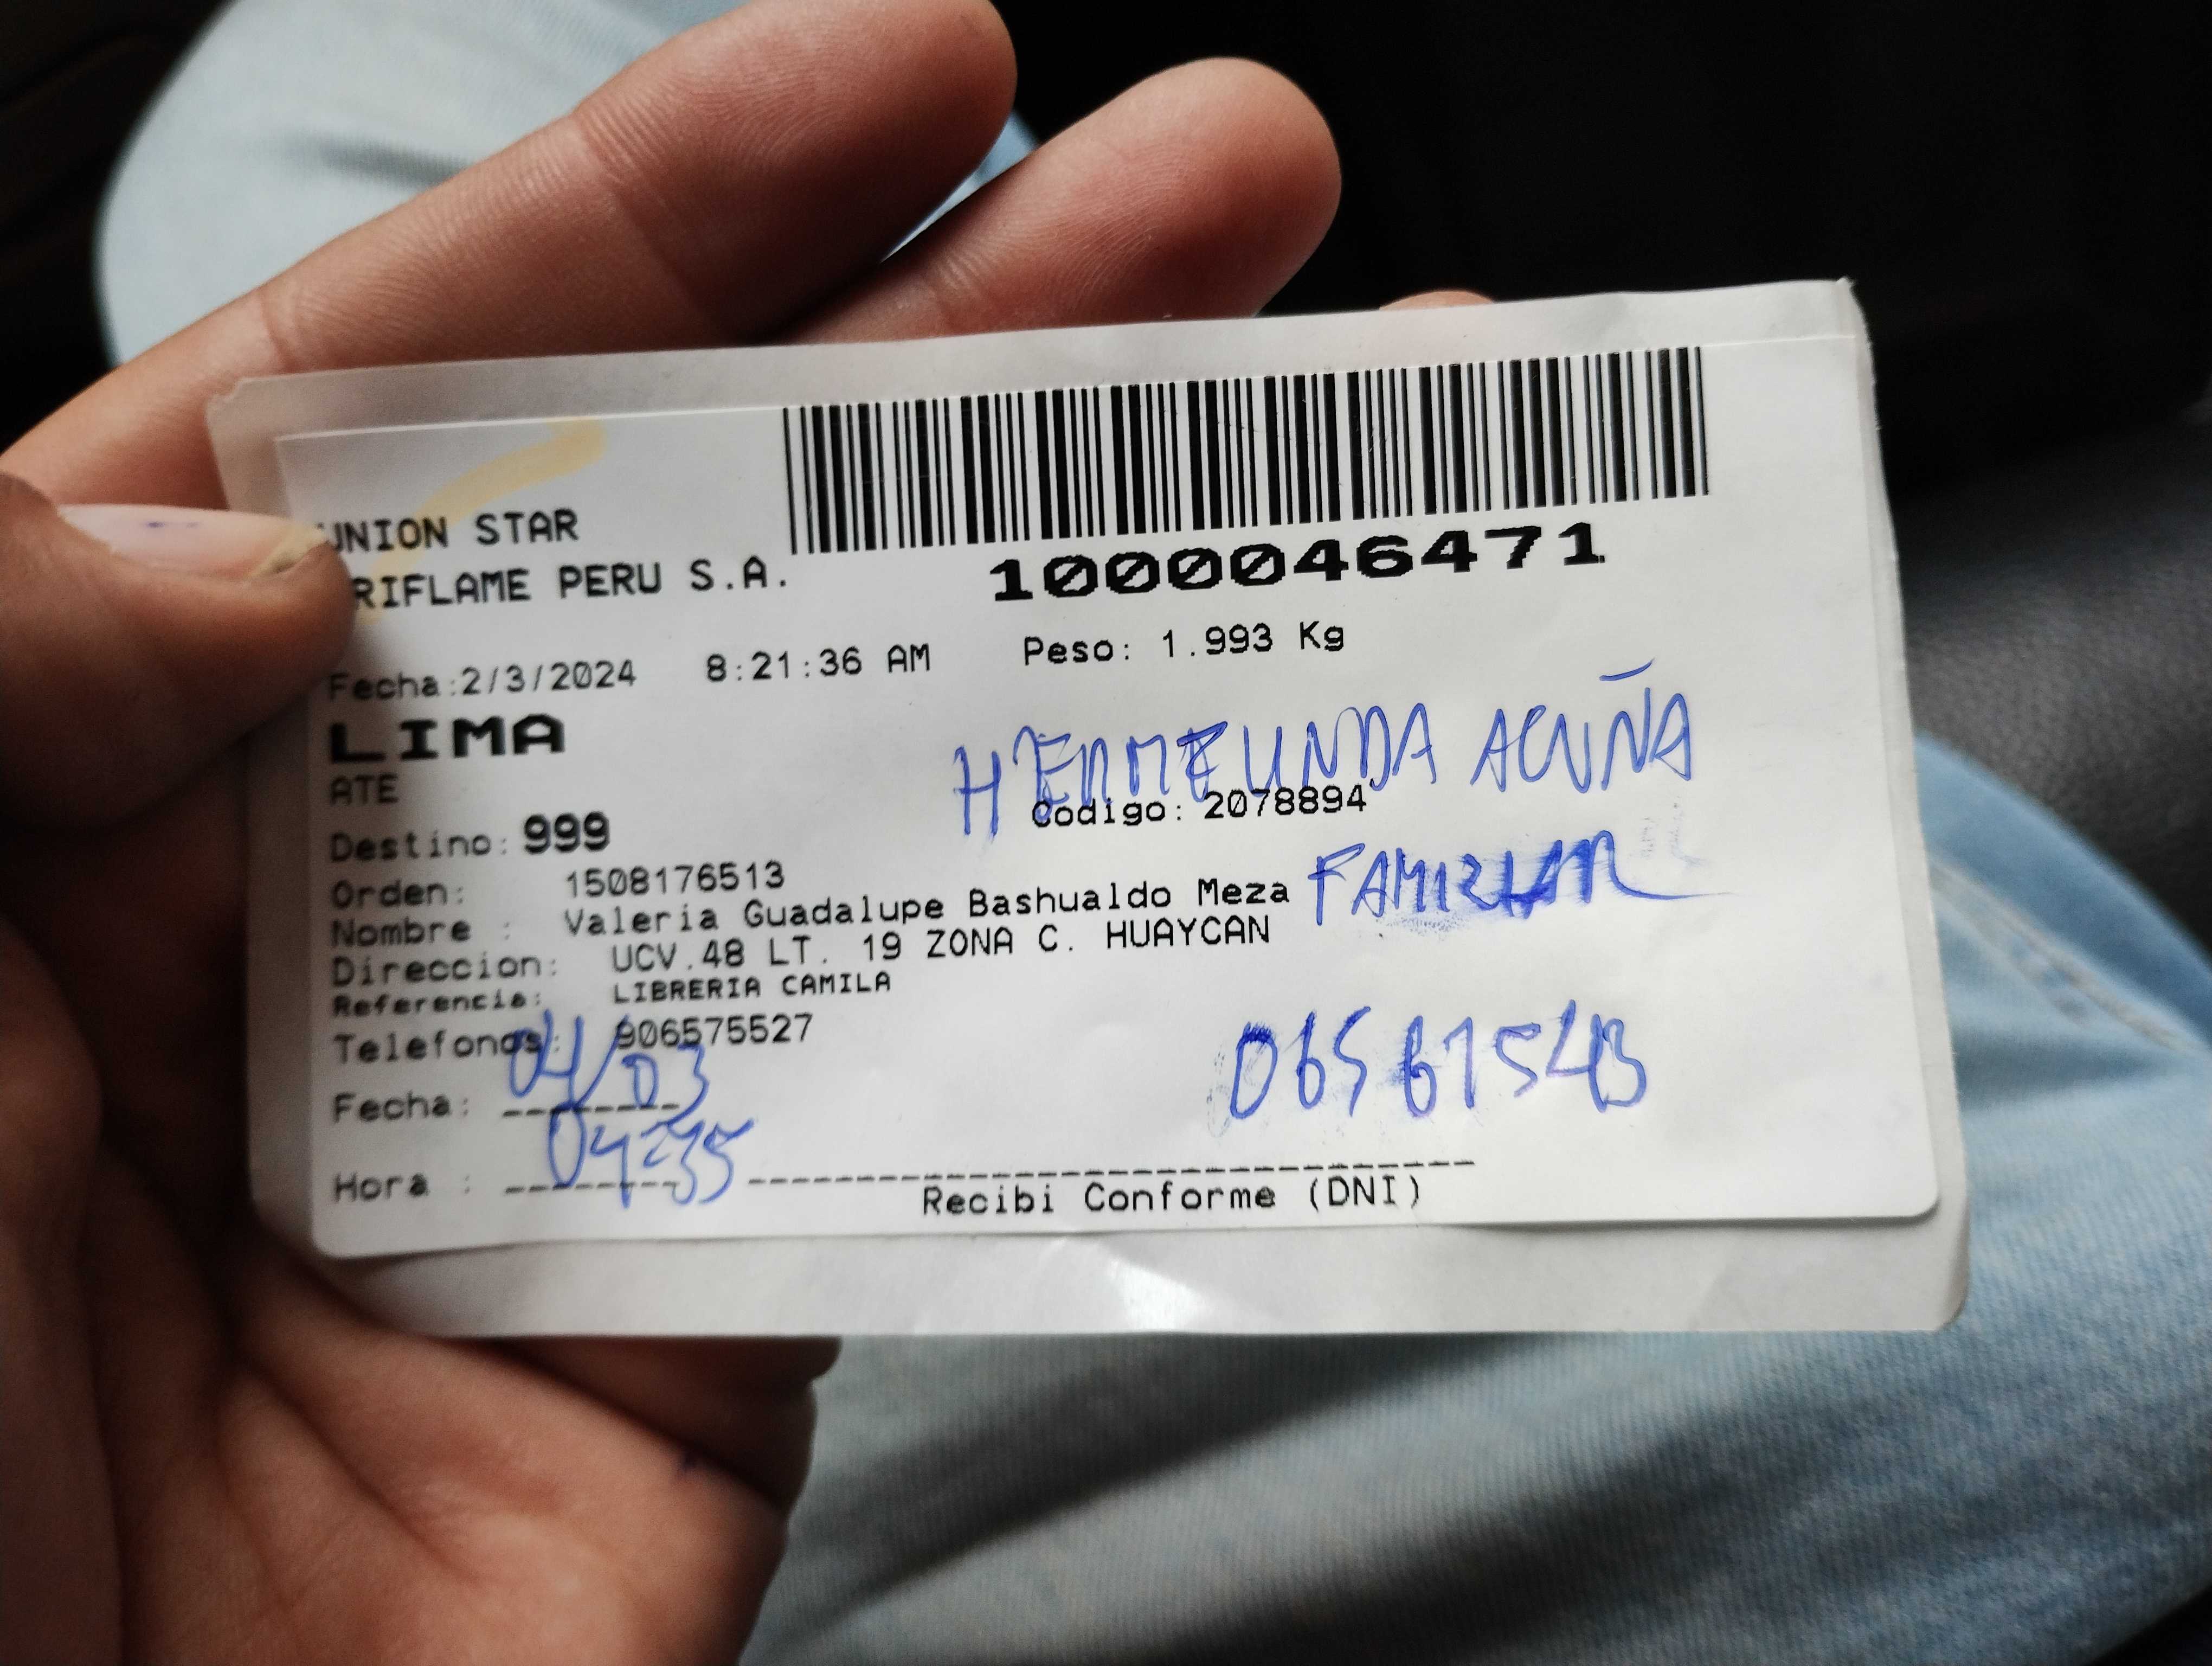 UNION STAR
RIFLAME PERU S.A.
1000046471
Fecha:2/3/2024 8:21:36 AM Peso: 1.993 Kg
LIMA
HERMEUNDA ACUÑA
ATE
Codigo: 2078894
Destino: 999
Orden: 1508176513
Nombre : Valeria Guadalupe Bashualdo Meza
FAMILIAR
Direccion: UCV.48 LT. 19 ZONA C. HUAYCAN
Referencia: LIBRERIA CAMILA
Telefonos: 906575527
Fecha: 04/03
Hora : 04:35
Recibi Conforme (DNI)